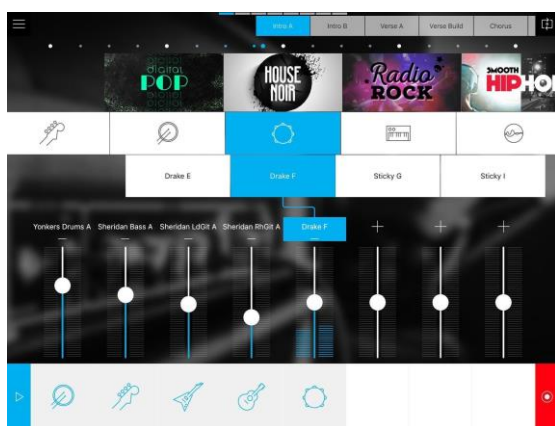 Intro A Intro B Verse A Verse Build Chorus
digital
POP
HOUSE
NOIR
Radio
ROCK
SMOOTH
HIPHO
Drake E Drake F Sticky G Sticky I
Yonkers Drums A Sheridan Bass A Sheridan LdGit A Sheridan RhGit A Drake F